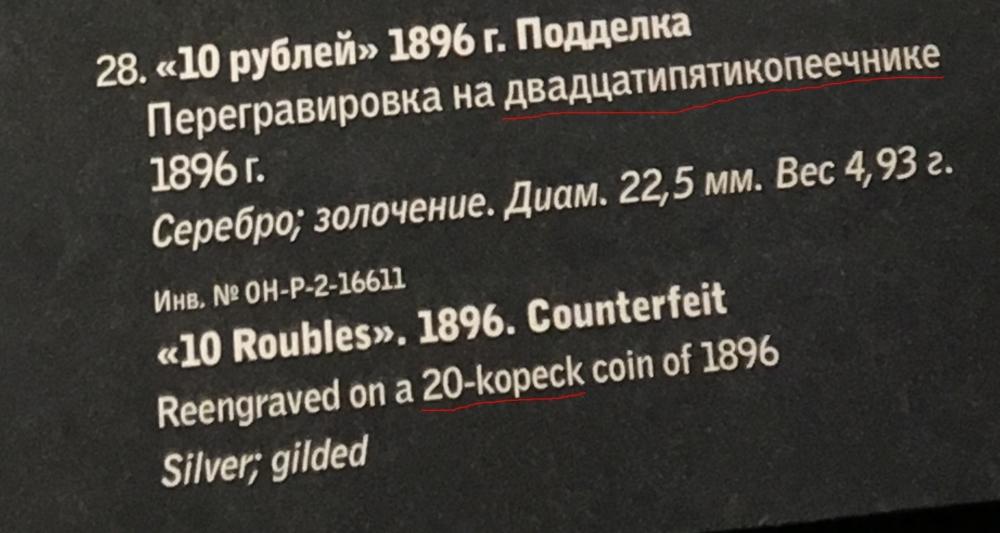 28. «10 рублей» 1896 г. Подделка
Перегравировка на двадцатипятикопеечнике
1896 г.
Серебро; золочение. Диам. 22,5 мм. Вес 4,93 г.
Инв. № ОН-Р-2-16611
«10 Roubles». 1896. Counterfeit
Reengraved on a 20-kopeck coin of 1896
Silver; gilded